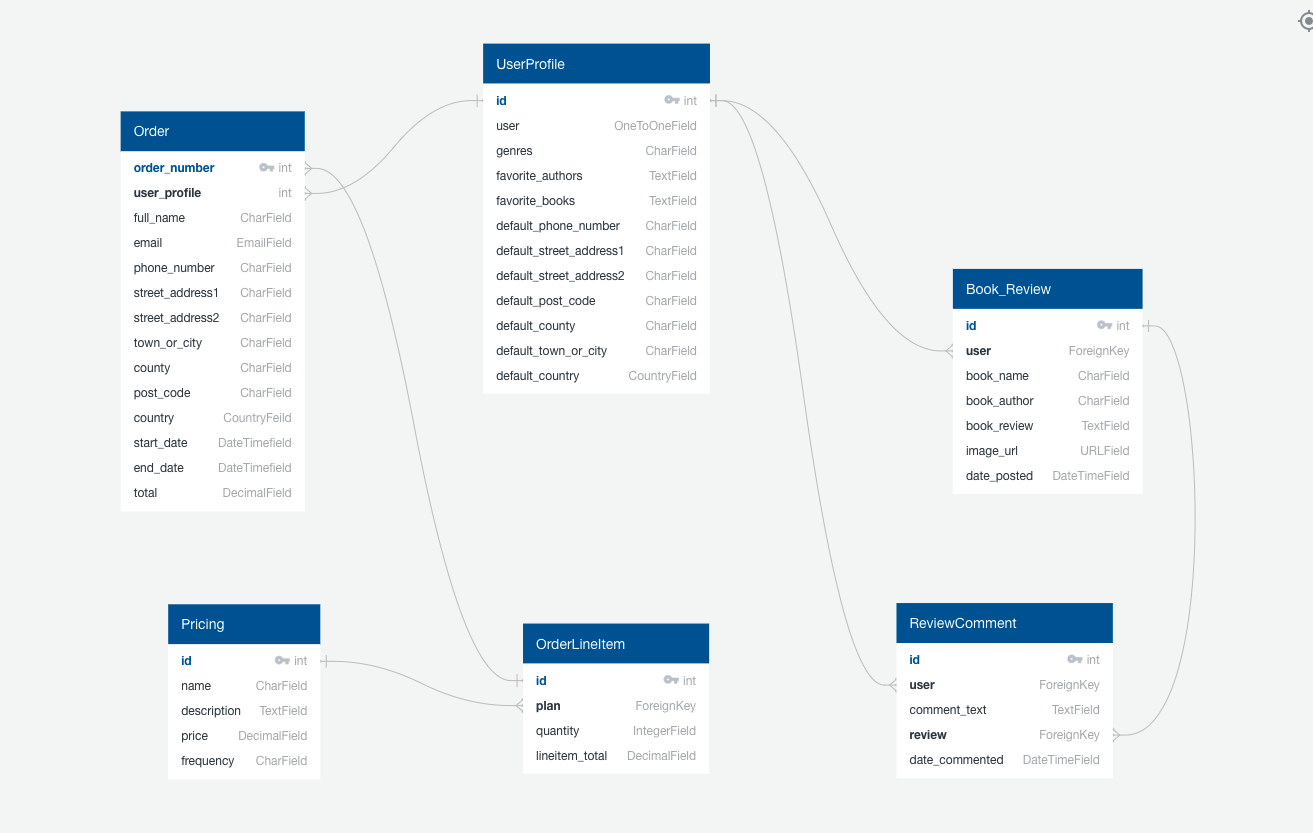 Order
order_number int
user_profile int
full_name CharField
email EmailField
phone_number CharField
street_address1 CharField
street_address2 CharField
town_or_city CharField
county CharField
post_code CharField
country CountryFeild
start_date DateTimefield
end_date DateTimefield
total DecimalField
UserProfile
id int
user OneToOneField
genres CharField
favorite_authors TextField
favorite_books TextField
default_phone_number CharField
default_street_address1 CharField
default_street_address2 CharField
default_post_code CharField
default_county CharField
default_town_or_city CharField
default_country CountryField
Book_Review
id int
user ForeignKey
book_name CharField
book_author CharField
book_review TextField
image_url URLField
date_posted DateTimeField
Pricing
id int
name CharField
description TextField
price DecimalField
frequency CharField
OrderLineItem
id int
plan ForeignKey
quantity IntegerField
lineitem_total DecimalField
ReviewComment
id int
user ForeignKey
comment_text TextField
review ForeignKey
date_commented DateTimeField